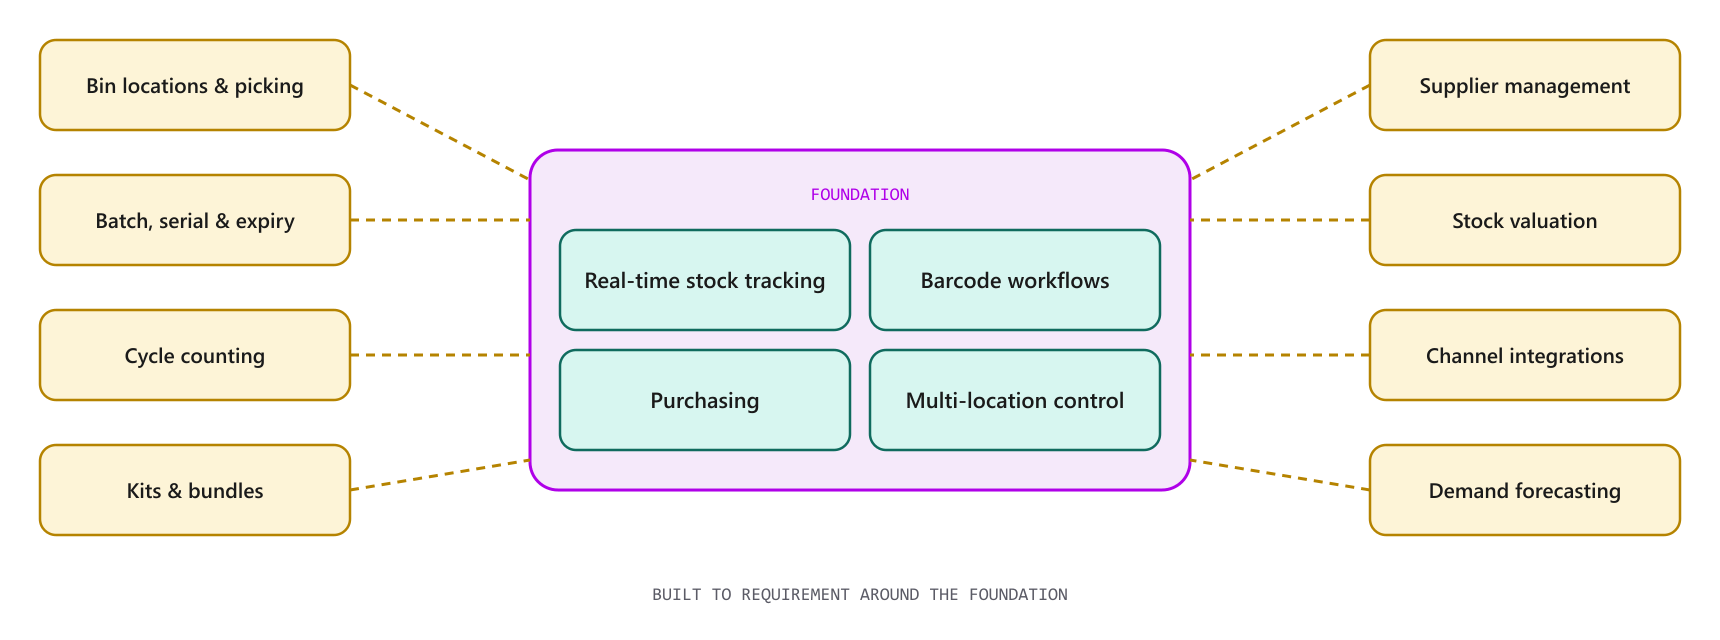 Bin locations & picking
Batch, serial & expiry
Cycle counting
Kits & bundles
FOUNDATION
Real-time stock tracking
Barcode workflows
Purchasing
Multi-location control
Supplier management
Stock valuation
Channel integrations
Demand forecasting
BUILT TO REQUIREMENT AROUND THE FOUNDATION